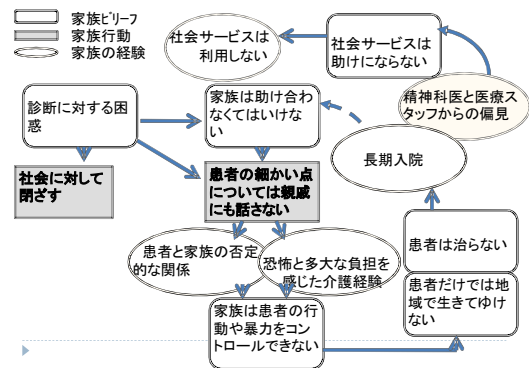 家族ビリーフ
家族行動
家族の経験
社会サービスは
利用しない
社会サービスは
助けにならない
精神科医と医療ス
タッフからの偏見
診断に対する困
惑
家族は助け合わ
なくてはいけない
長期入院
社会に対して
閉ざす
患者の細かい点
については親戚
にも話さない
患者と家族の否定
的な関係
恐怖と多大な負担を
感じた介護経験
患者は治らない
患者だけでは地
域で生きてゆけ
ない
家族は患者の行
動や暴力をコント
ロールできない